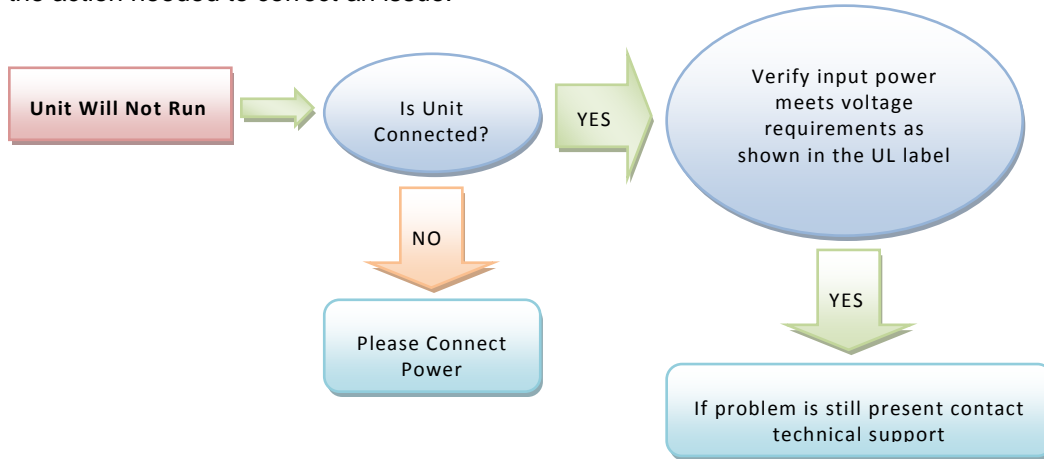 the action needed to correct an issue.
Unit Will Not Run
Is Unit
Connected?
YES
Verify input power
meets voltage
requirements as
shown in the UL label
NO
Please Connect
Power
YES
If problem is still present contact
technical support